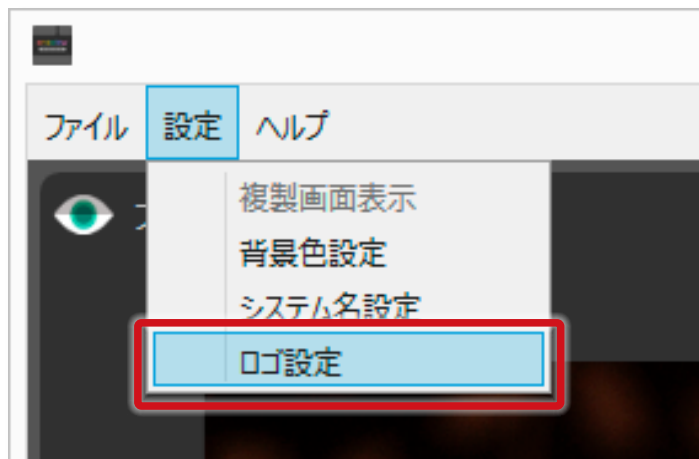 ファイル 設定 ヘルプ
複製画面表示
背景色設定
システム名設定
ロゴ設定